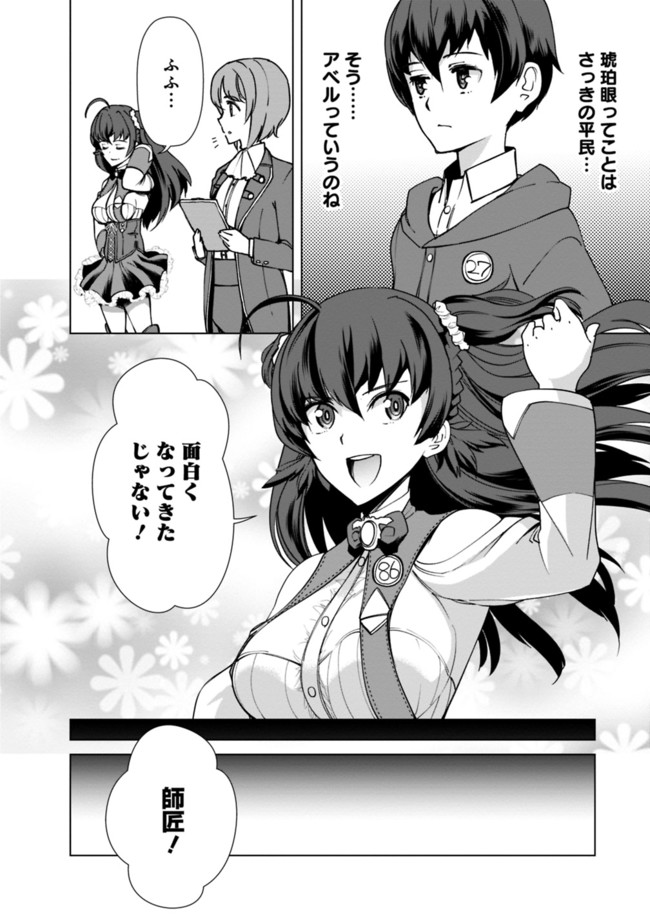 琥珀眼ってことは
さっきの平民…
そう……
アベルっていうのね
27
ふふ…
面白く
なってきた
じゃない！
86
師匠！